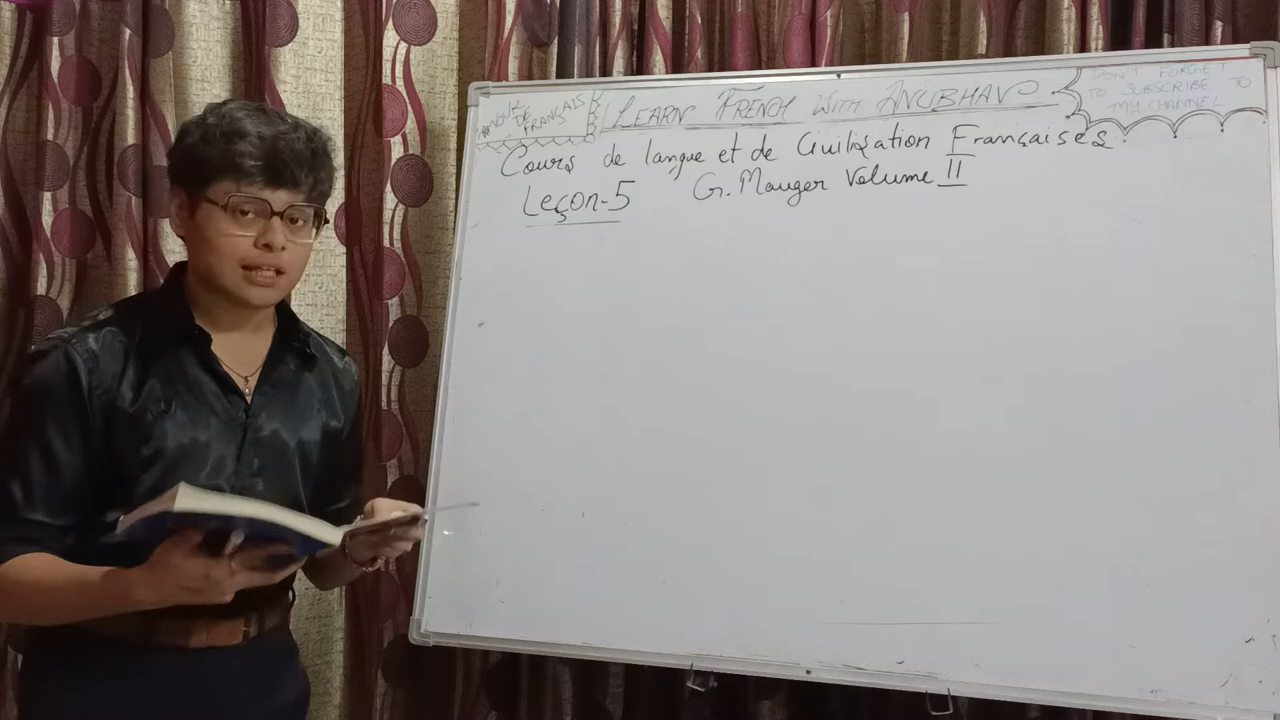 DE
FRANÇAIS
LEARN FRENCH WITH ANUBHAV
DON'T FORGET
TO SUBSCRIBE TO
MY CHANNEL
Cours de langue et de Civilisation Françaises.
Leçon-5 G. Mauger Volume II